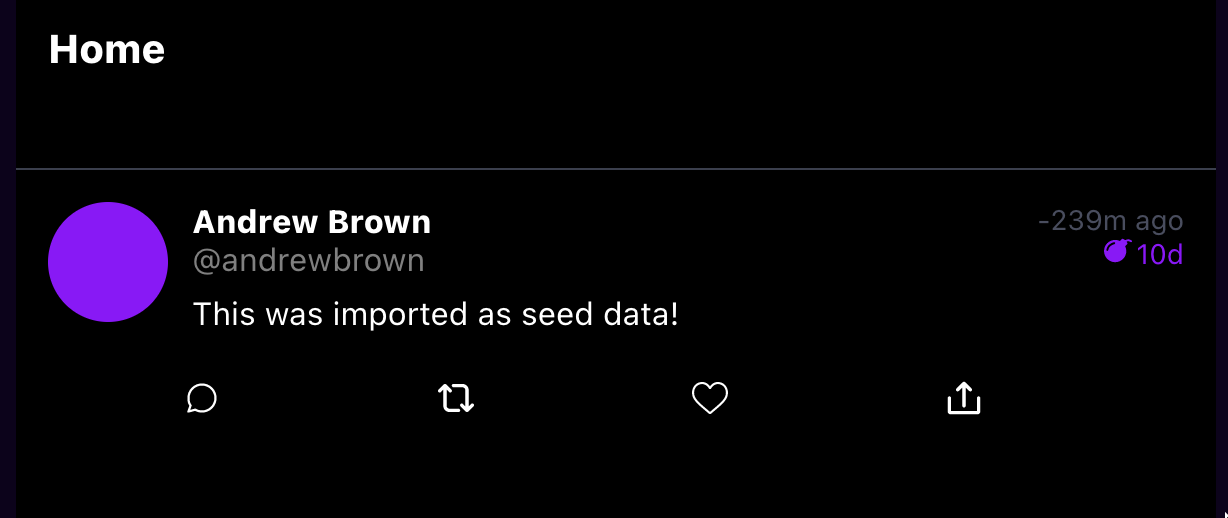 Home
Andrew Brown
-239m ago
@andrewbrown
10d
This was imported as seed data!